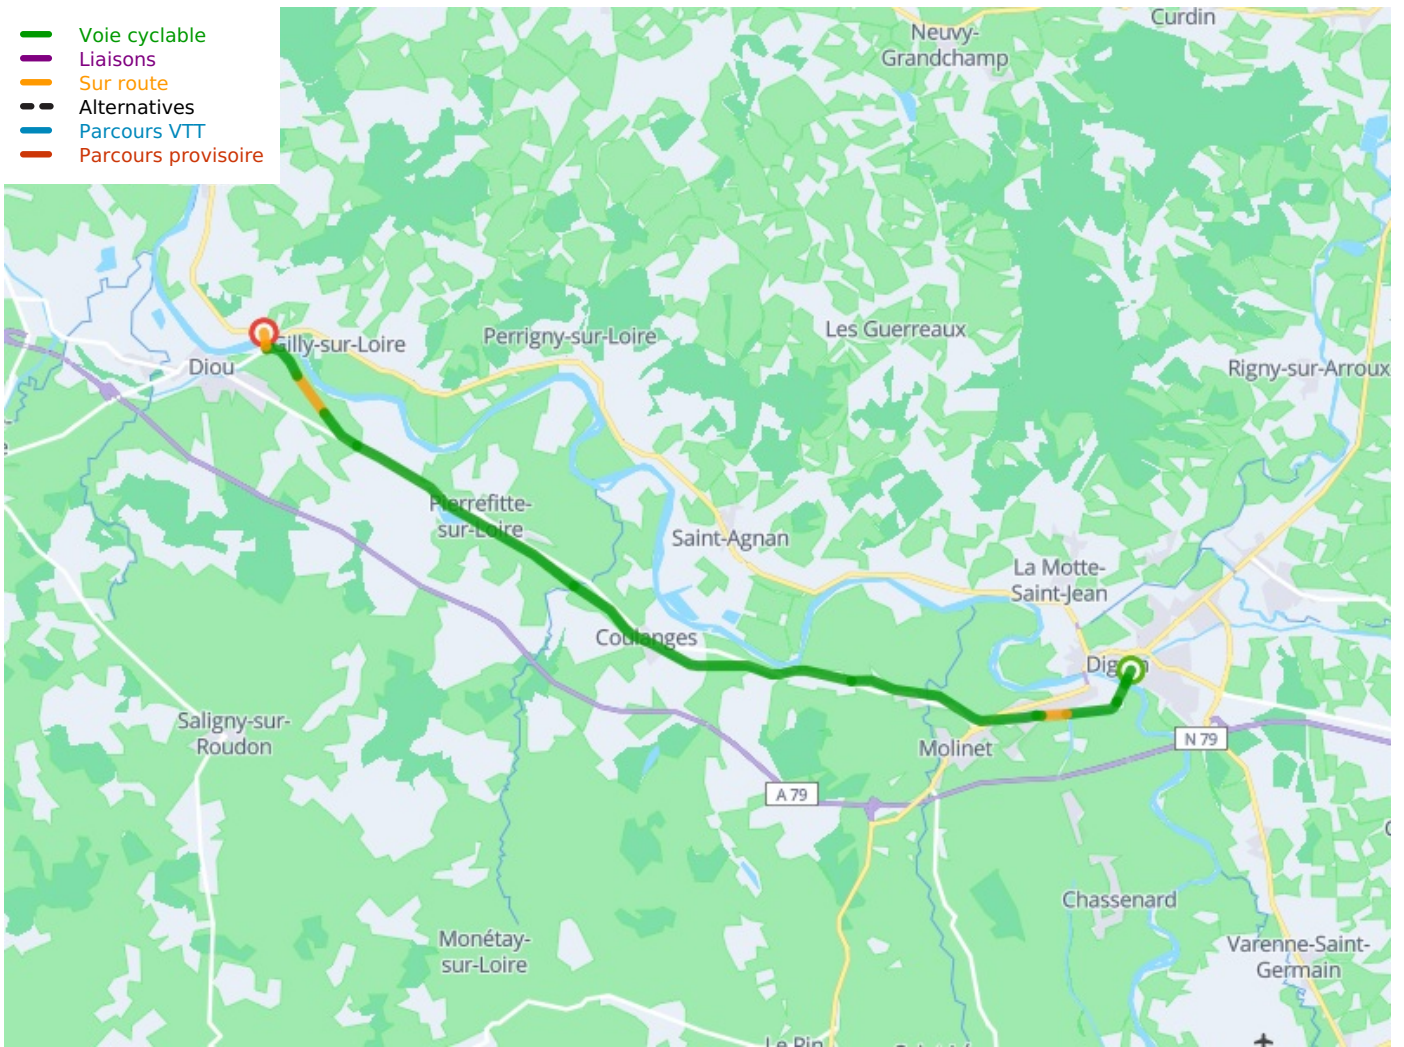 Voie cyclable
Liaisons
Sur route
Alternatives
Parcours VTT
Parcours provisoire
Curdin
Neuvy-
Grandchamp
Gilly-sur-Loire
Perrigny-sur-Loire
Les Guerreaux
Diou
Rigny-sur-Arroux
Pierrefitte-
sur-Loire
Saint-Agnan
La Motte-
Saint-Jean
Coulanges
Digoin
Saligny-sur-
Roudon
Molinet
N 79
A 79
Chassenard
Monétay-
sur-Loire
Varenne-Saint-
Germain
Le Pin